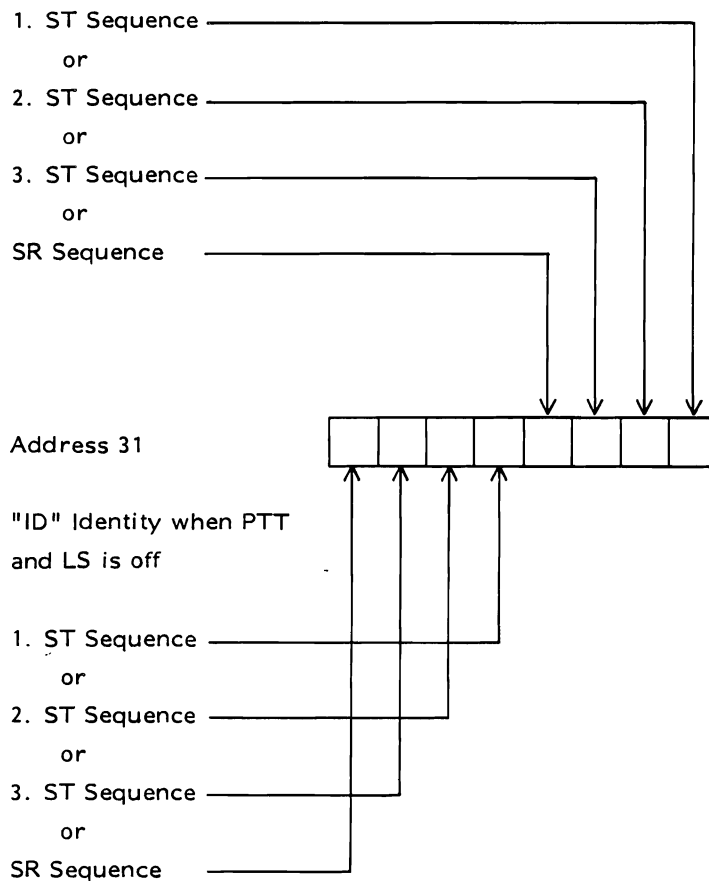 1. ST Sequence
or
2. ST Sequence
or
3. ST Sequence
or
SR Sequence
Address 31
"ID" Identity when PTT
and LS is off
1. ST Sequence
or
2. ST Sequence
or
3. ST Sequence
or
SR Sequence